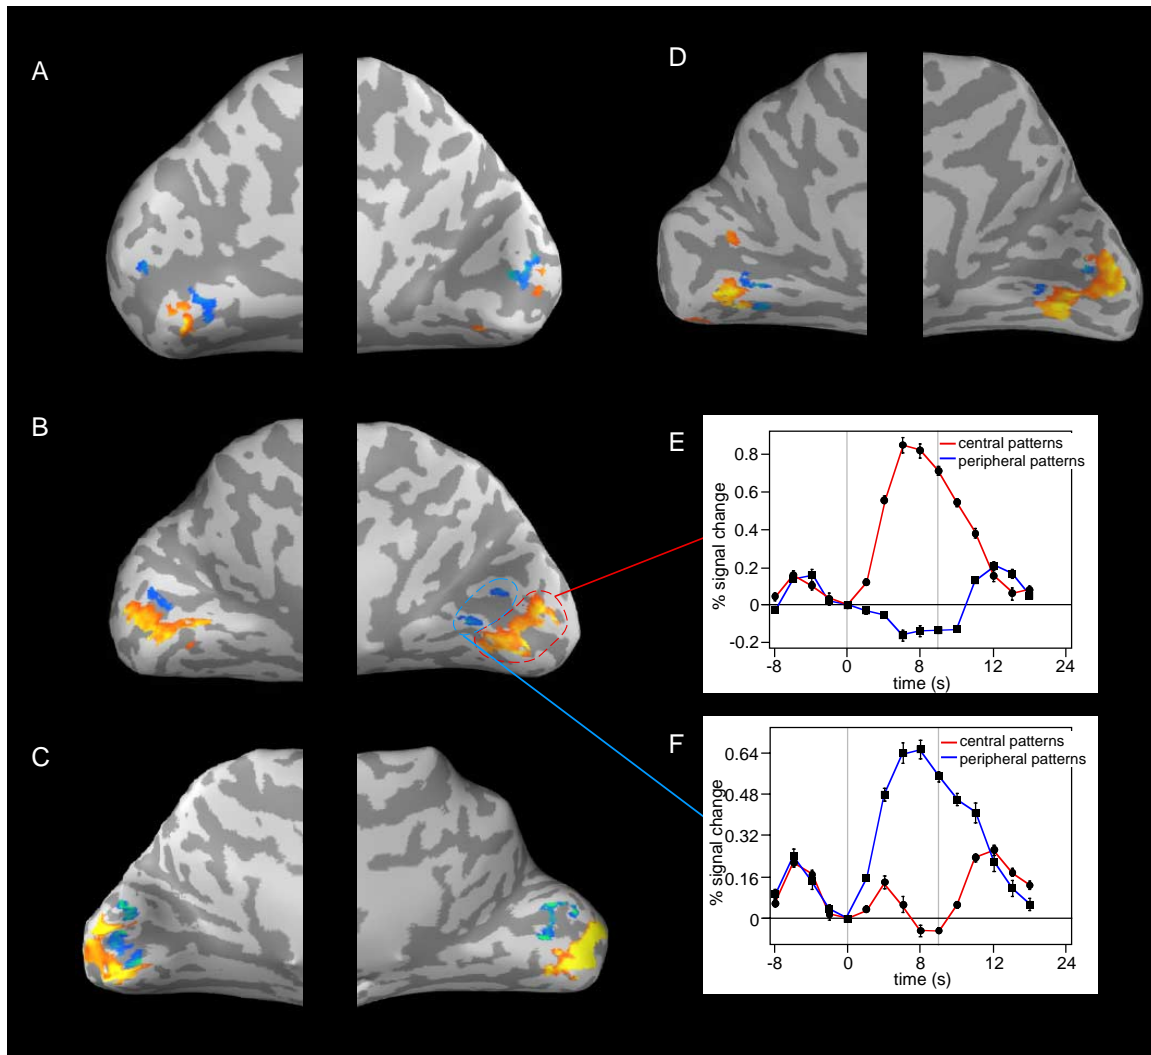 A
D
B
E
central patterns
peripheral patterns
% signal change
0.8
0.6
0.4
0.2
0
-0.2
-8 0 12 24
time (s)
C
F
central patterns
peripheral patterns
% signal change
0.64
0.48
0.32
0.16
0
-8 0 12 24
time (s)